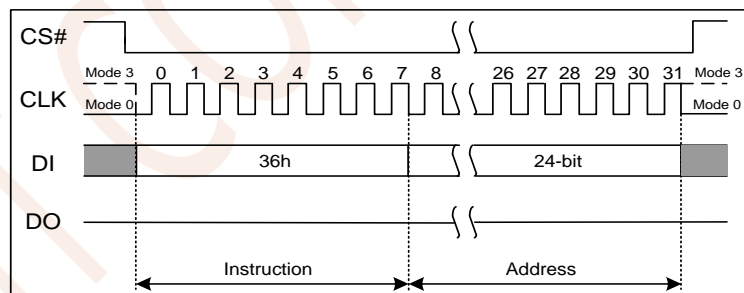 CS#
Mode 3 0 1 2 3 4 5 6 7 8 26 27 28 29 30 31 Mode 3
CLK
Mode 0 Mode 0
DI 36h 24-bit
DO
Instruction Address